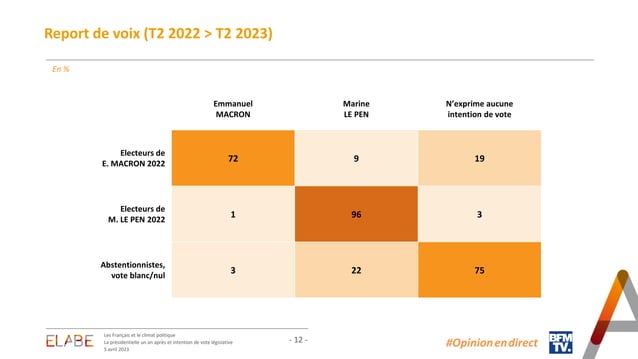 Report de voix (T2 2022 > T2 2023)
En %
Emmanuel
MACRON
Marine
LE PEN
N'exprime aucune
intention de vote
Electeurs de
E. MACRON 2022
72
9
19
Electeurs de
M. LE PEN 2022
1
96
3
Abstentionnistes,
vote blanc/nul
3
22
75
ELABE
Les Français et le climat politique
La présidentielle un an après et intention de vote législative
5 avril 2023
- 12 -
#Opinion en direct
BFM
TV.